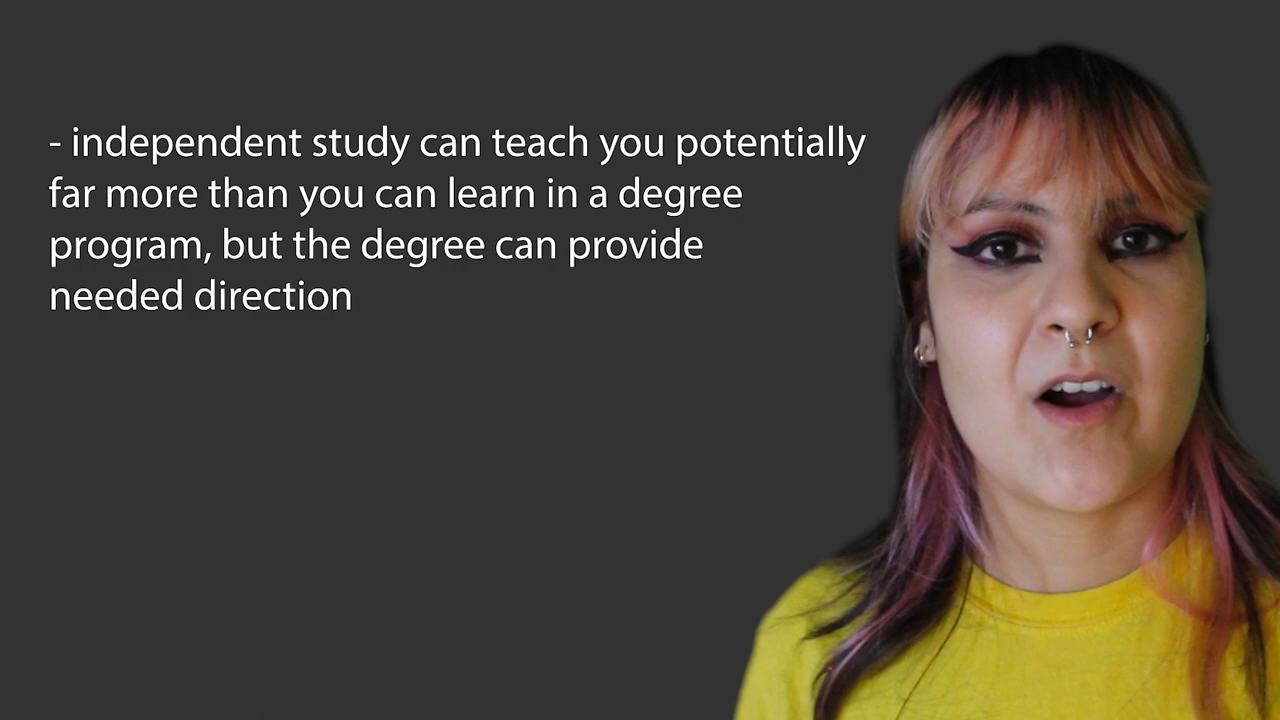 - independent study can teach you potentially
far more than you can learn in a degree
program, but the degree can provide
needed direction